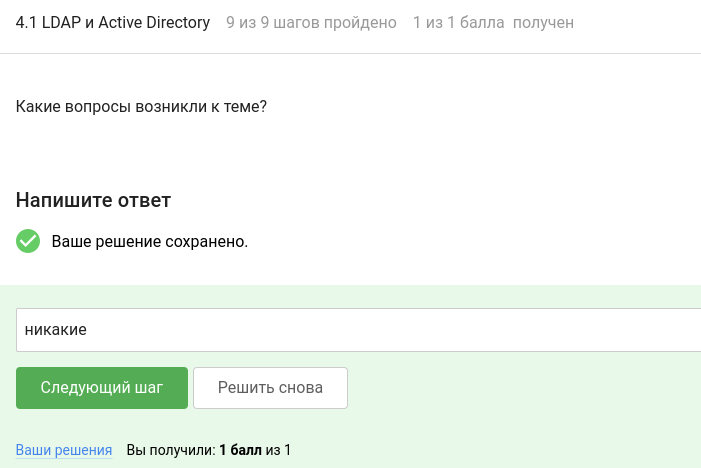 4.1 LDAP и Active Directory 9 из 9 шагов пройдено 1 из 1 балла получен
Какие вопросы возникли к теме?
Напишите ответ
Ваше решение сохранено.
никакие
Следующий шаг Решить снова
Ваши решения Вы получили: 1 балл из 1